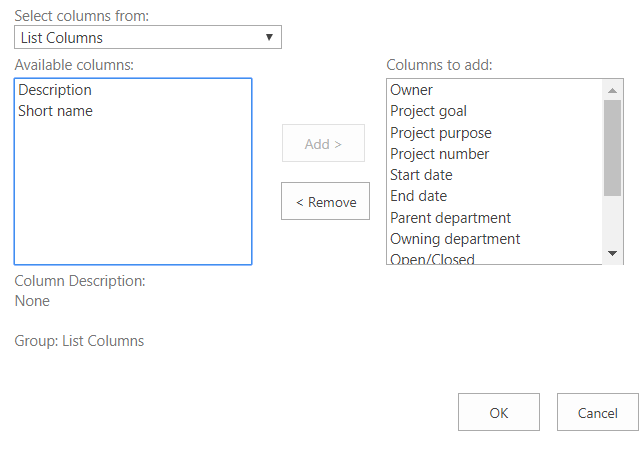 Select columns from:
List Columns
Available columns:
Description
Short name
Add >
< Remove
Columns to add:
Owner
Project goal
Project purpose
Project number
Start date
End date
Parent department
Owning department
Open/Closed
Column Description:
None
Group: List Columns
OK
Cancel